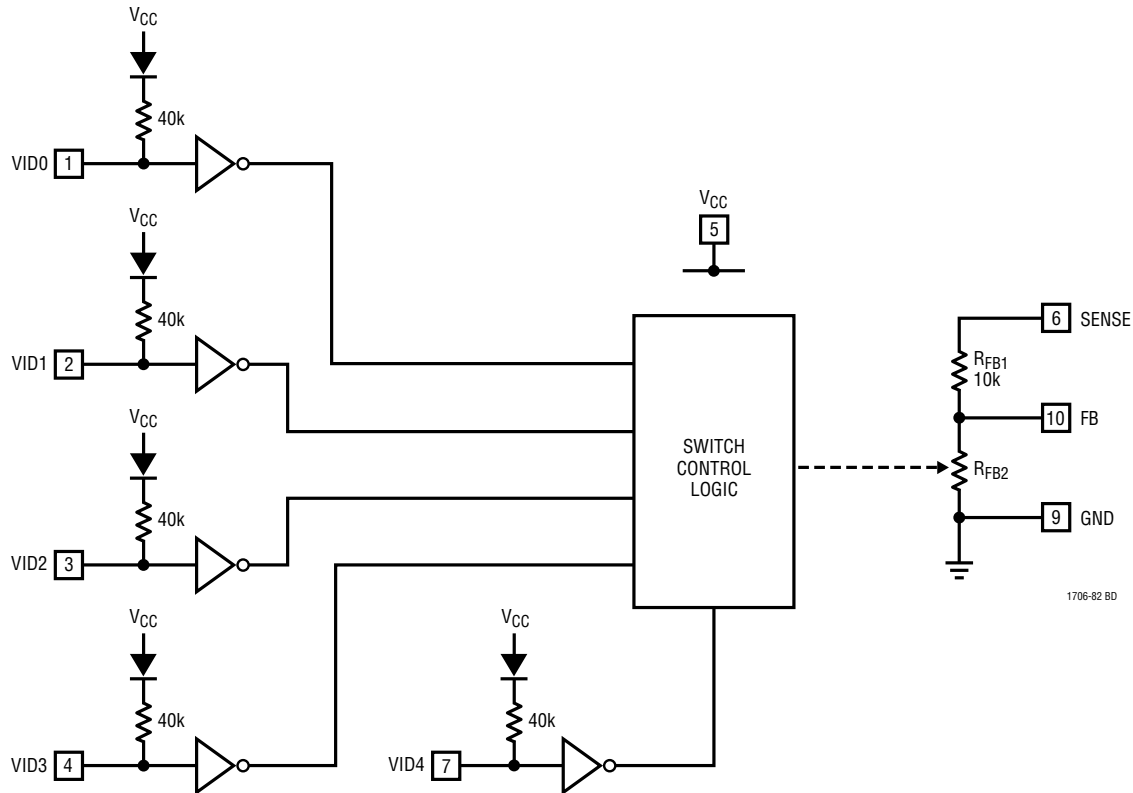 VCC
40k
VID0 1
VCC
5
VCC
40k
VID1 2
6 SENSE
RFB1
10k
10 FB
VCC
SWITCH
CONTROL
LOGIC
RFB2
40k
9 GND
VID2 3
1706-82 BD
VCC
40k
VID3 4
VCC
40k
VID4 7